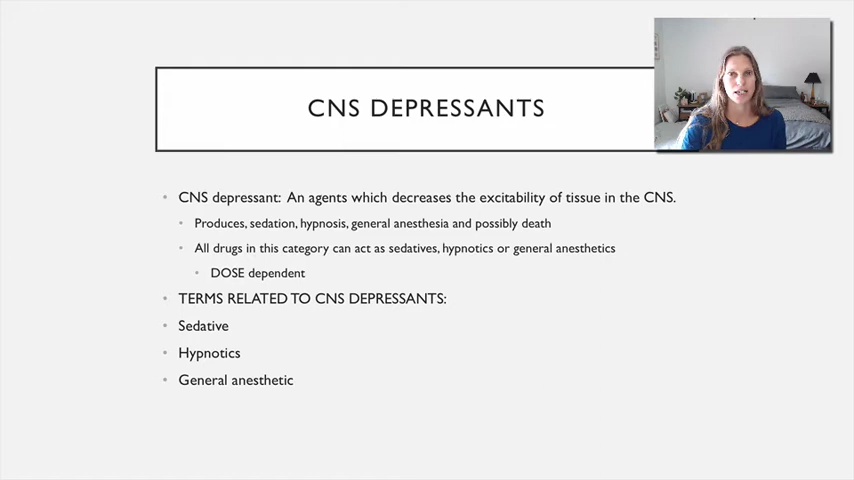 CNS DEPRESSANTS
CNS depressant: An agents which decreases the excitability of tissue in the CNS.
Produces, sedation, hypnosis, general anesthesia and possibly death
All drugs in this category can act as sedatives, hypnotics or general anesthetics
DOSE dependent
TERMS RELATED TO CNS DEPRESSANTS:
Sedative
Hypnotics
General anesthetic